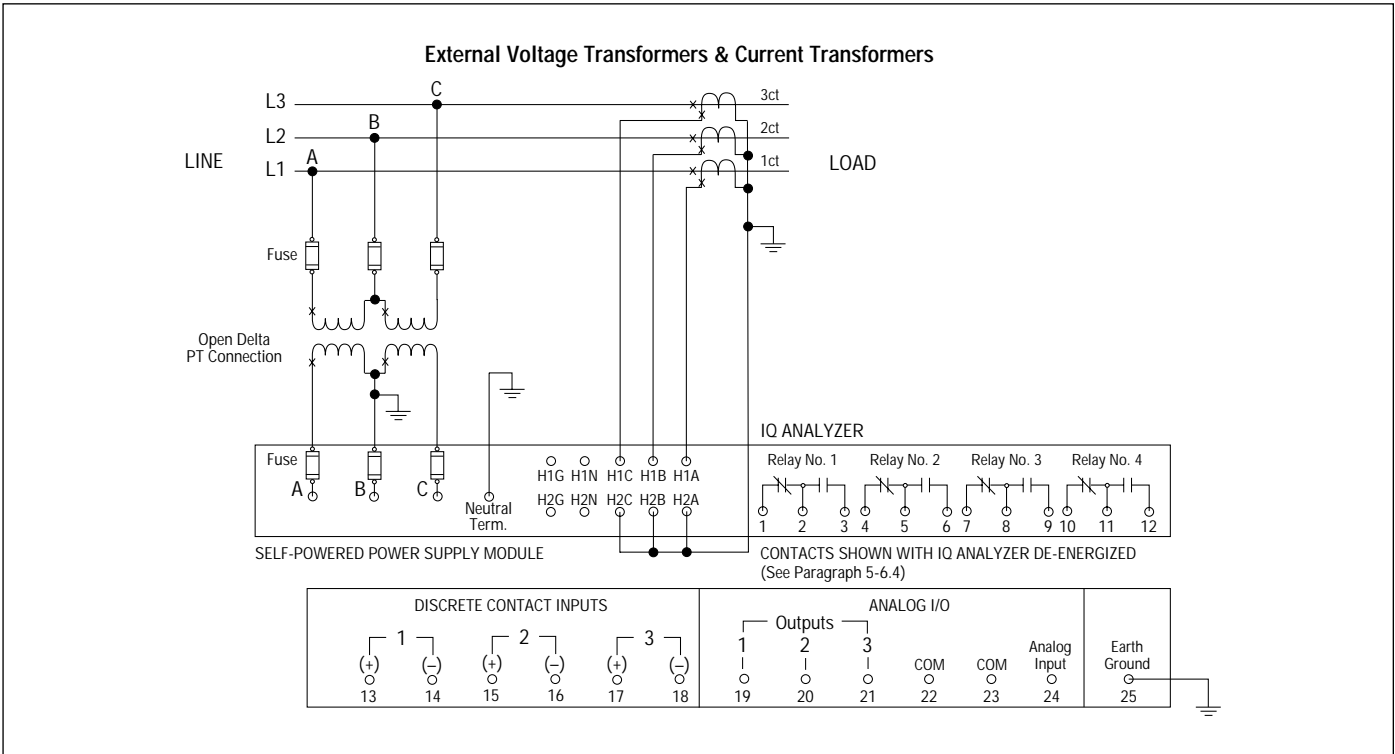 External Voltage Transformers & Current Transformers
C
L3
3ct
B
L2
2ct
LINE
A
L1
1ct
LOAD
Fuse
Open Delta
PT Connection
IQ ANALYZER
Fuse
A
B
C
Neutral
Term.
H1G H1N H1C H1B H1A
H2G H2N H2C H2B H2A
Relay No. 1 Relay No. 2 Relay No. 3 Relay No. 4
1 2 3 4 5 6 7 8 9 10 11 12
SELF-POWERED POWER SUPPLY MODULE
CONTACTS SHOWN WITH IQ ANALYZER DE-ENERGIZED
(See Paragraph 5-6.4)
DISCRETE CONTACT INPUTS
1 2 3
(+) (–) (+) (–) (+) (–)
13 14 15 16 17 18
ANALOG I/O
Outputs
1 2 3
COM COM
Analog
Input
19 20 21 22 23 24
Earth
Ground
25